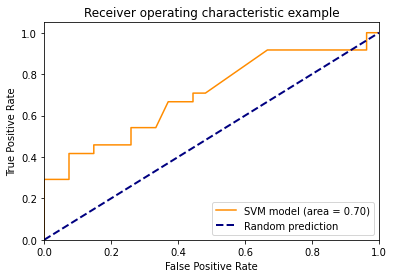 Receiver operating characteristic example
True Positive Rate
1.0
0.8
0.6
0.4
0.2
0.0
SVM model (area = 0.70)
Random prediction
0.0 0.2 0.4 0.6 0.8 1.0
False Positive Rate